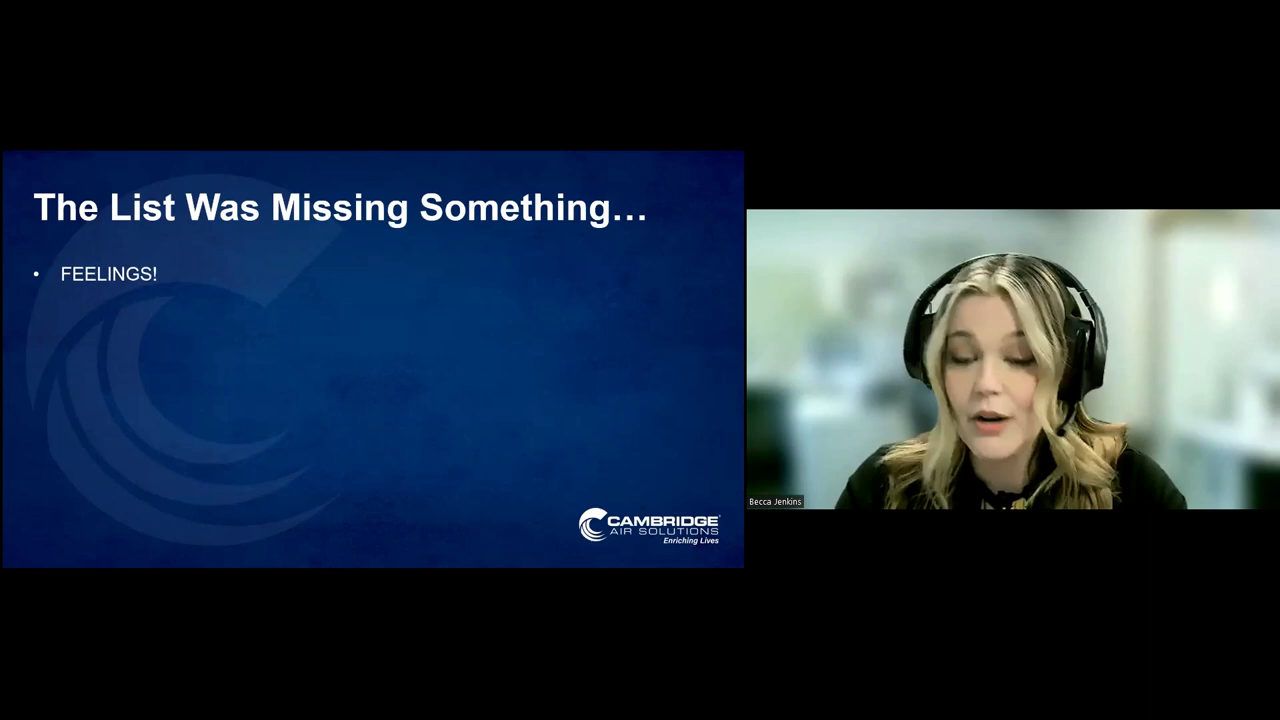 The List Was Missing Something…
• FEELINGS!
CAMBRIDGE
AIR SOLUTIONS
Enriching Lives
Becca Jenkins